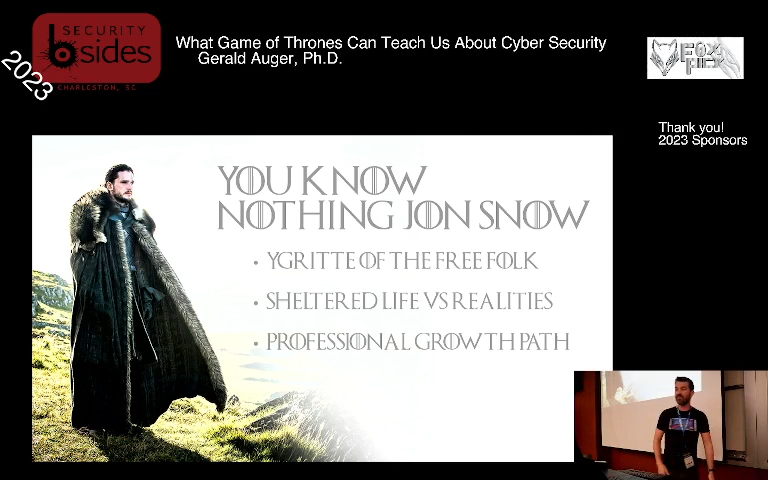 SECURITY
bsides
CHARLESTON, SC
2023
What Game of Thrones Can Teach Us About Cyber Security
Gerald Auger, Ph.D.
FOX
PICK
Thank you!
2023 Sponsors
YOU KNOW
NOTHING JON SNOW
• YGRITTE OF THE FREE FOLK
• SHELTERED LIFE VS REALITIES
• PROFESSIONAL GROWTH PATH